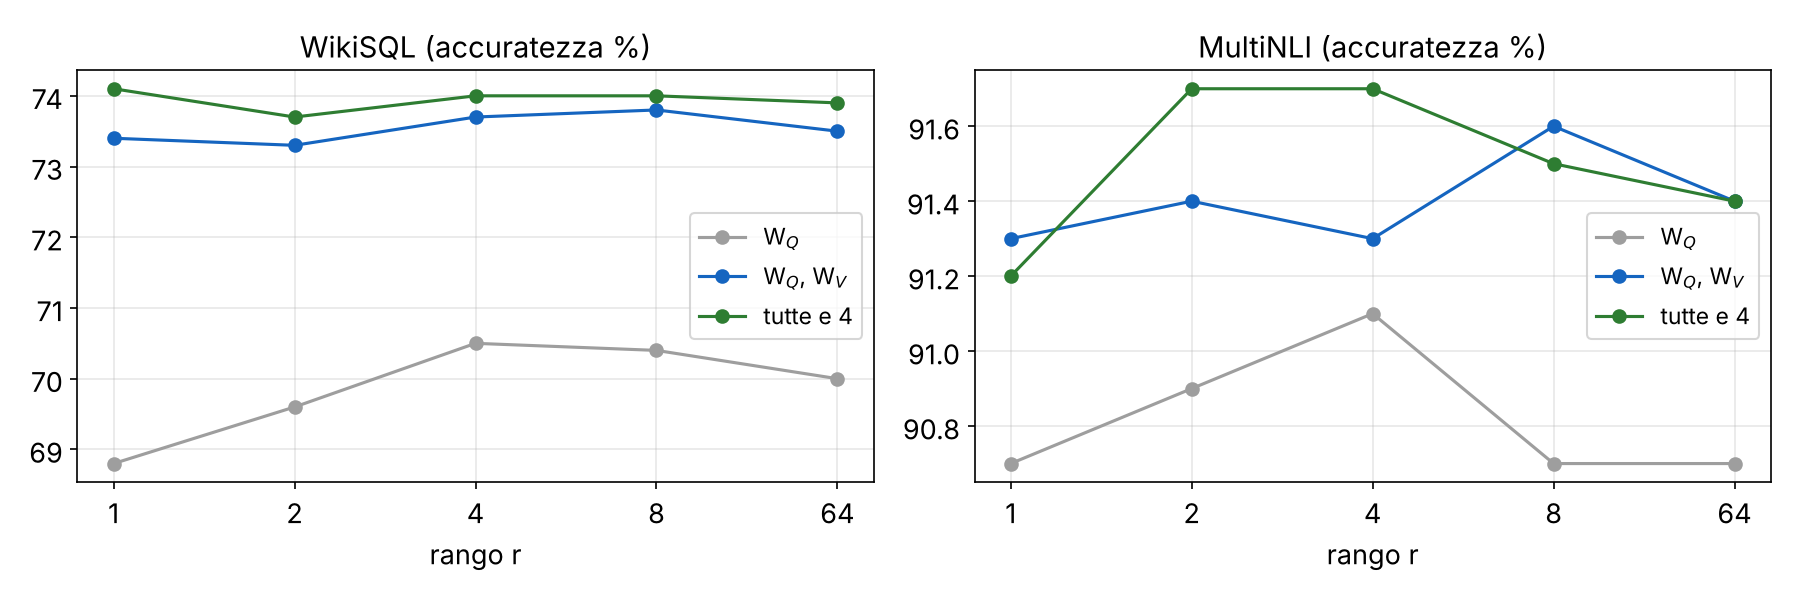 WikiSQL (accuratezza %)
74
73
72
71
70
69
W_Q
W_Q, W_V
tutte e 4
1 2 4 8 64
rango r
MultiNLI (accuratezza %)
91.6
91.4
91.2
91.0
90.8
W_Q
W_Q, W_V
tutte e 4
1 2 4 8 64
rango r